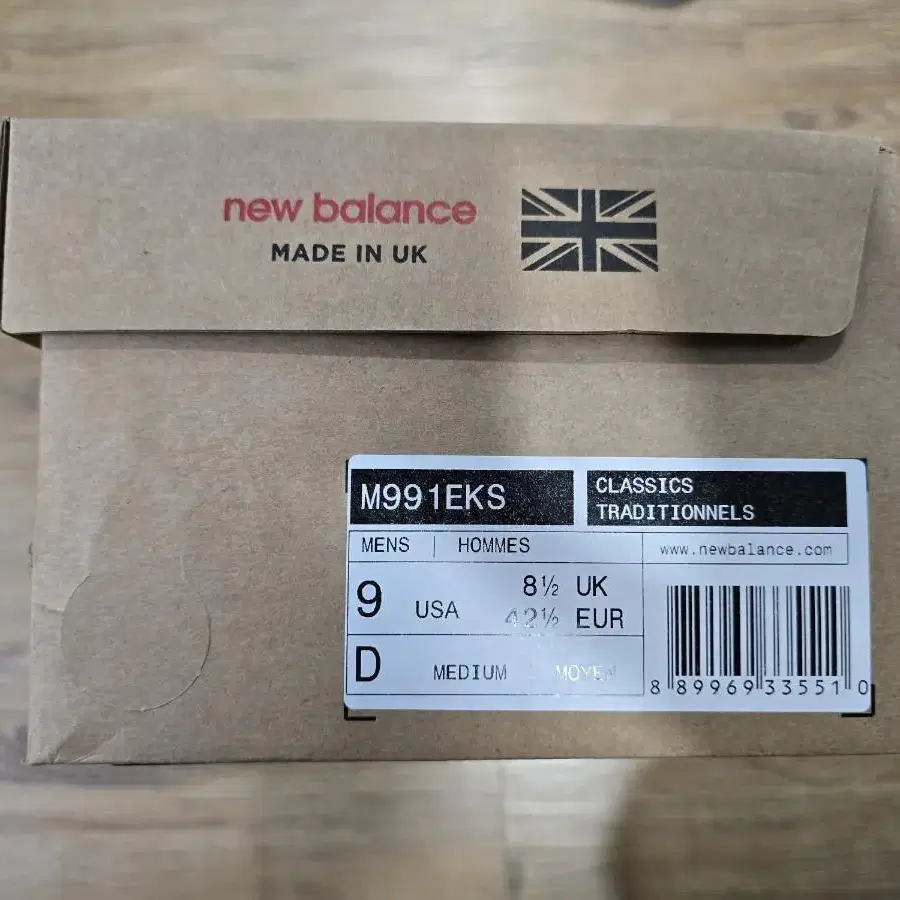 new balance
MADE IN UK
M991EKS
CLASSICS
TRADITIONNELS
MENS | HOMMES
www.newbalance.com
9 USA 8½ UK
42½ EUR
D MEDIUM MOYEN
8 89969 33551 0